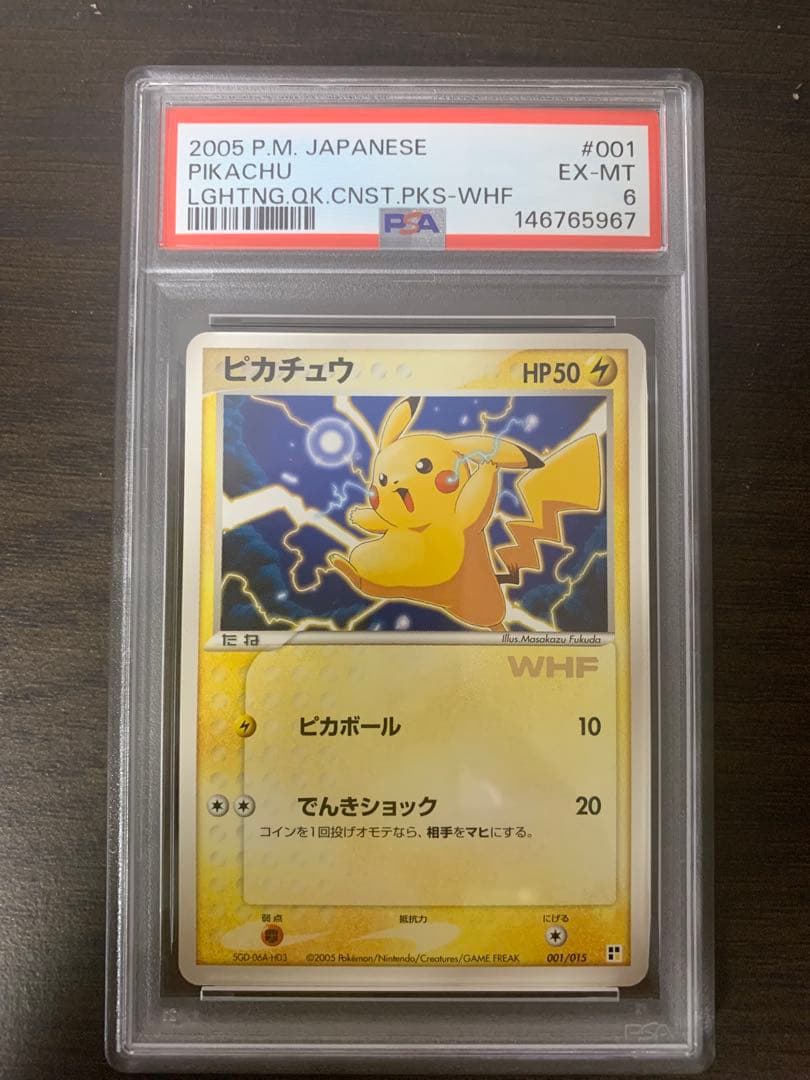 2005 P.M. JAPANESE #001
PIKACHU EX-MT
LGHTNG.QK.CNST.PKS-WHF 6
PSA 146765967
ピカチュウ HP50
たね Illus.Masakazu Fukuda
WHF
ピカボール 10
でんきショック 20
コインを1回投げオモテなら、相手をマヒにする。
弱点 抵抗力 にげる
SGD-06A-H03 ©2005 Pokémon/Nintendo/Creatures/GAME FREAK 001/015
PSA